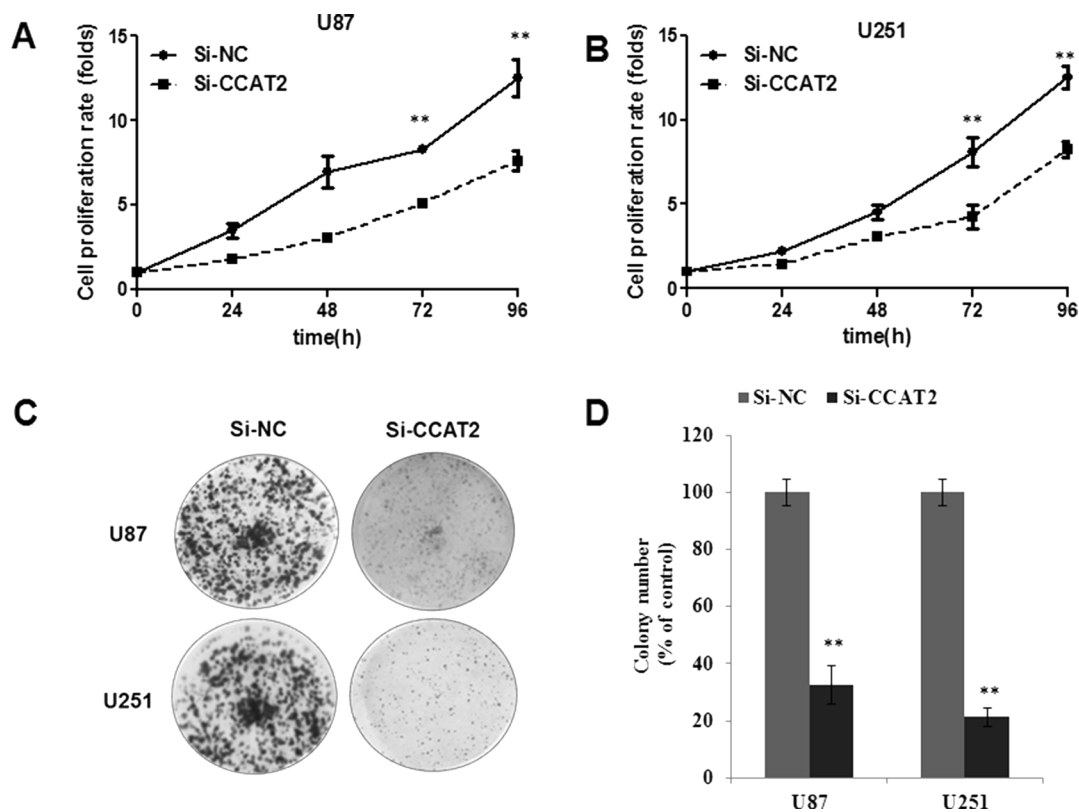 A
U87
Cell proliferation rate (folds)
15
10
5
0
Si-NC
Si-CCAT2
**
**
0 24 48 72 96
time(h)
B
U251
Cell proliferation rate (folds)
15
10
5
0
Si-NC
Si-CCAT2
**
**
0 24 48 72 96
time(h)
C
Si-NC Si-CCAT2
U87
U251
D
Si-NC Si-CCAT2
Colony number
(% of control)
120
100
80
60
40
20
0
**
**
U87 U251